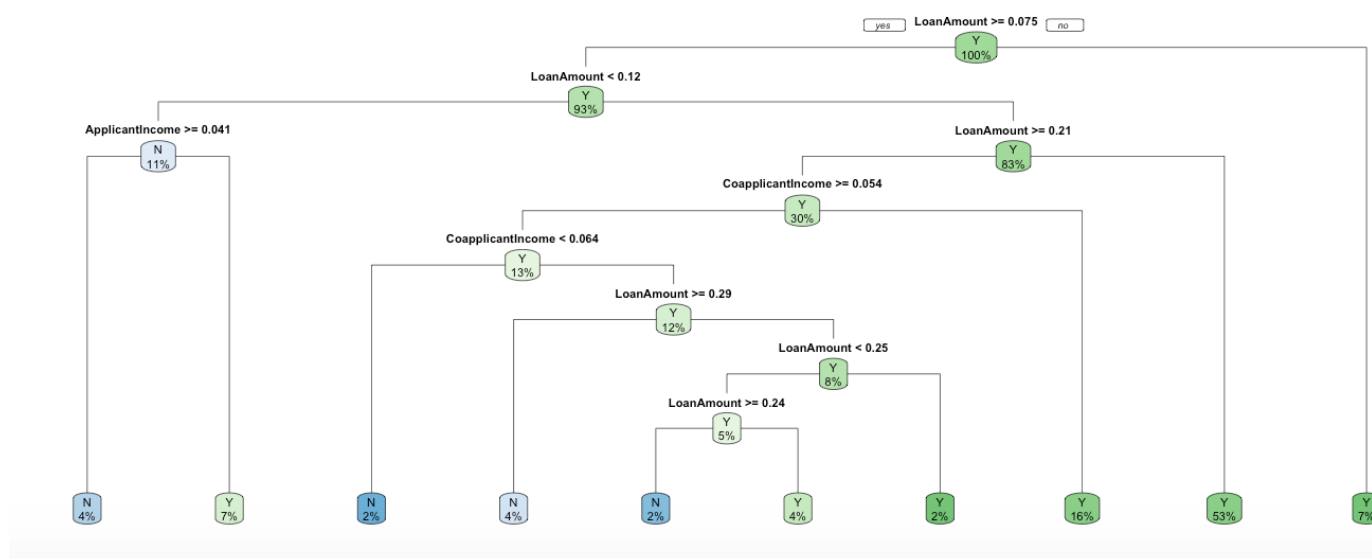 LoanAmount >= 0.075
yes
no
Y
100%
LoanAmount < 0.12
Y
93%
ApplicantIncome >= 0.041
N
11%
LoanAmount >= 0.21
Y
83%
CoapplicantIncome >= 0.054
Y
30%
CoapplicantIncome < 0.064
Y
13%
LoanAmount >= 0.29
Y
12%
LoanAmount < 0.25
Y
8%
LoanAmount >= 0.24
Y
5%
N
4%
Y
7%
N
2%
N
4%
N
2%
Y
4%
Y
2%
Y
16%
Y
53%
Y
7%